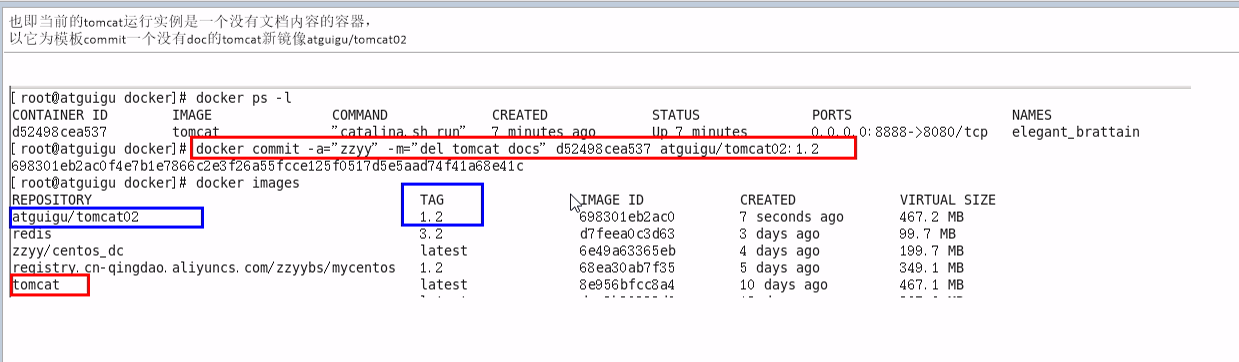 也即当前的tomcat运行实例是一个没有文档内容的容器，
以它为模板commit一个没有doc的tomcat新镜像atguigu/tomcat02
[root@atguigu docker]# docker ps -l
CONTAINER ID IMAGE COMMAND CREATED STATUS PORTS NAMES
d52498cea537 tomcat "catalina.sh run" 7 minutes ago Up 7 minutes 0.0.0.0:8888->8080/tcp elegant_brattain
[root@atguigu docker]# docker commit -a="zzyy" -m="del tomcat docs" d52498cea537 atguigu/tomcat02:1.2
698301eb2ac0f4e7b1e7866c2e3f26a55fcce125f0517d5e5aad74f41a68e41c
[root@atguigu docker]# docker images
REPOSITORY TAG IMAGE ID CREATED VIRTUAL SIZE
atguigu/tomcat02 1.2 698301eb2ac0 7 seconds ago 467.2 MB
redis 3.2 d7feea0c3d63 3 days ago 99.7 MB
zzyy/centos_dc latest 6e49a63365eb 4 days ago 199.7 MB
registry.cn-qingdao.aliyuncs.com/zzyybs/mycentos 1.2 68ea30ab7f35 5 days ago 349.1 MB
tomcat latest 8e956bfcc8a4 10 days ago 467.1 MB